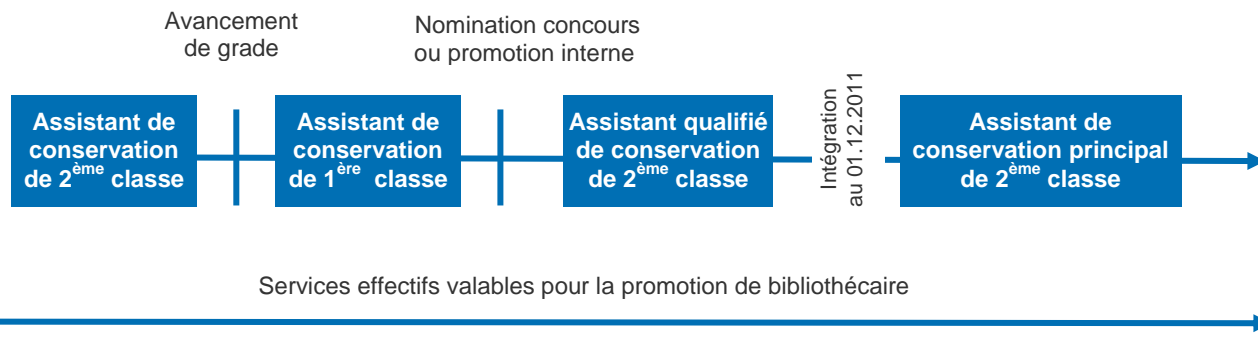 Avancement
de grade
Nomination concours
ou promotion interne
Assistant de
conservation
de 2ème classe
Assistant de
conservation
de 1ère classe
Assistant qualifié
de conservation
de 2ème classe
Intégration
au 01.12.2011
Assistant de
conservation principal
de 2ème classe
Services effectifs valables pour la promotion de bibliothécaire